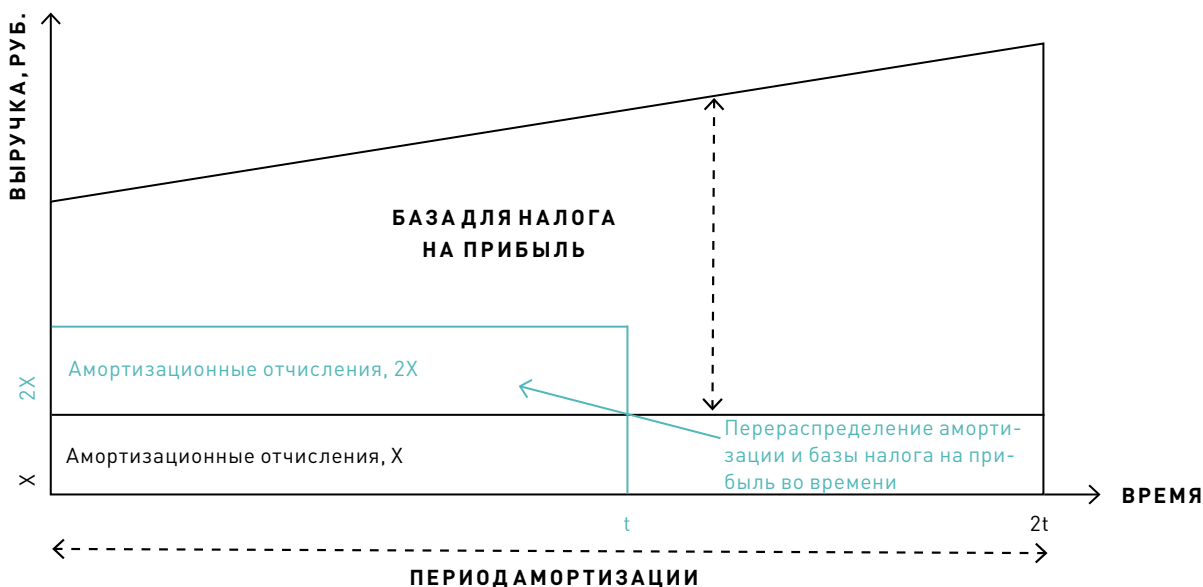 ВЫРУЧКА, РУБ.
БАЗА ДЛЯ НАЛОГА
НА ПРИБЫЛЬ
2X
Амортизационные отчисления, 2X
X
Амортизационные отчисления, X
Перераспределение аморти-
зации и базы налога на при-
быль во времени
ВРЕМЯ
t
2t
ПЕРИОД АМОРТИЗАЦИИ